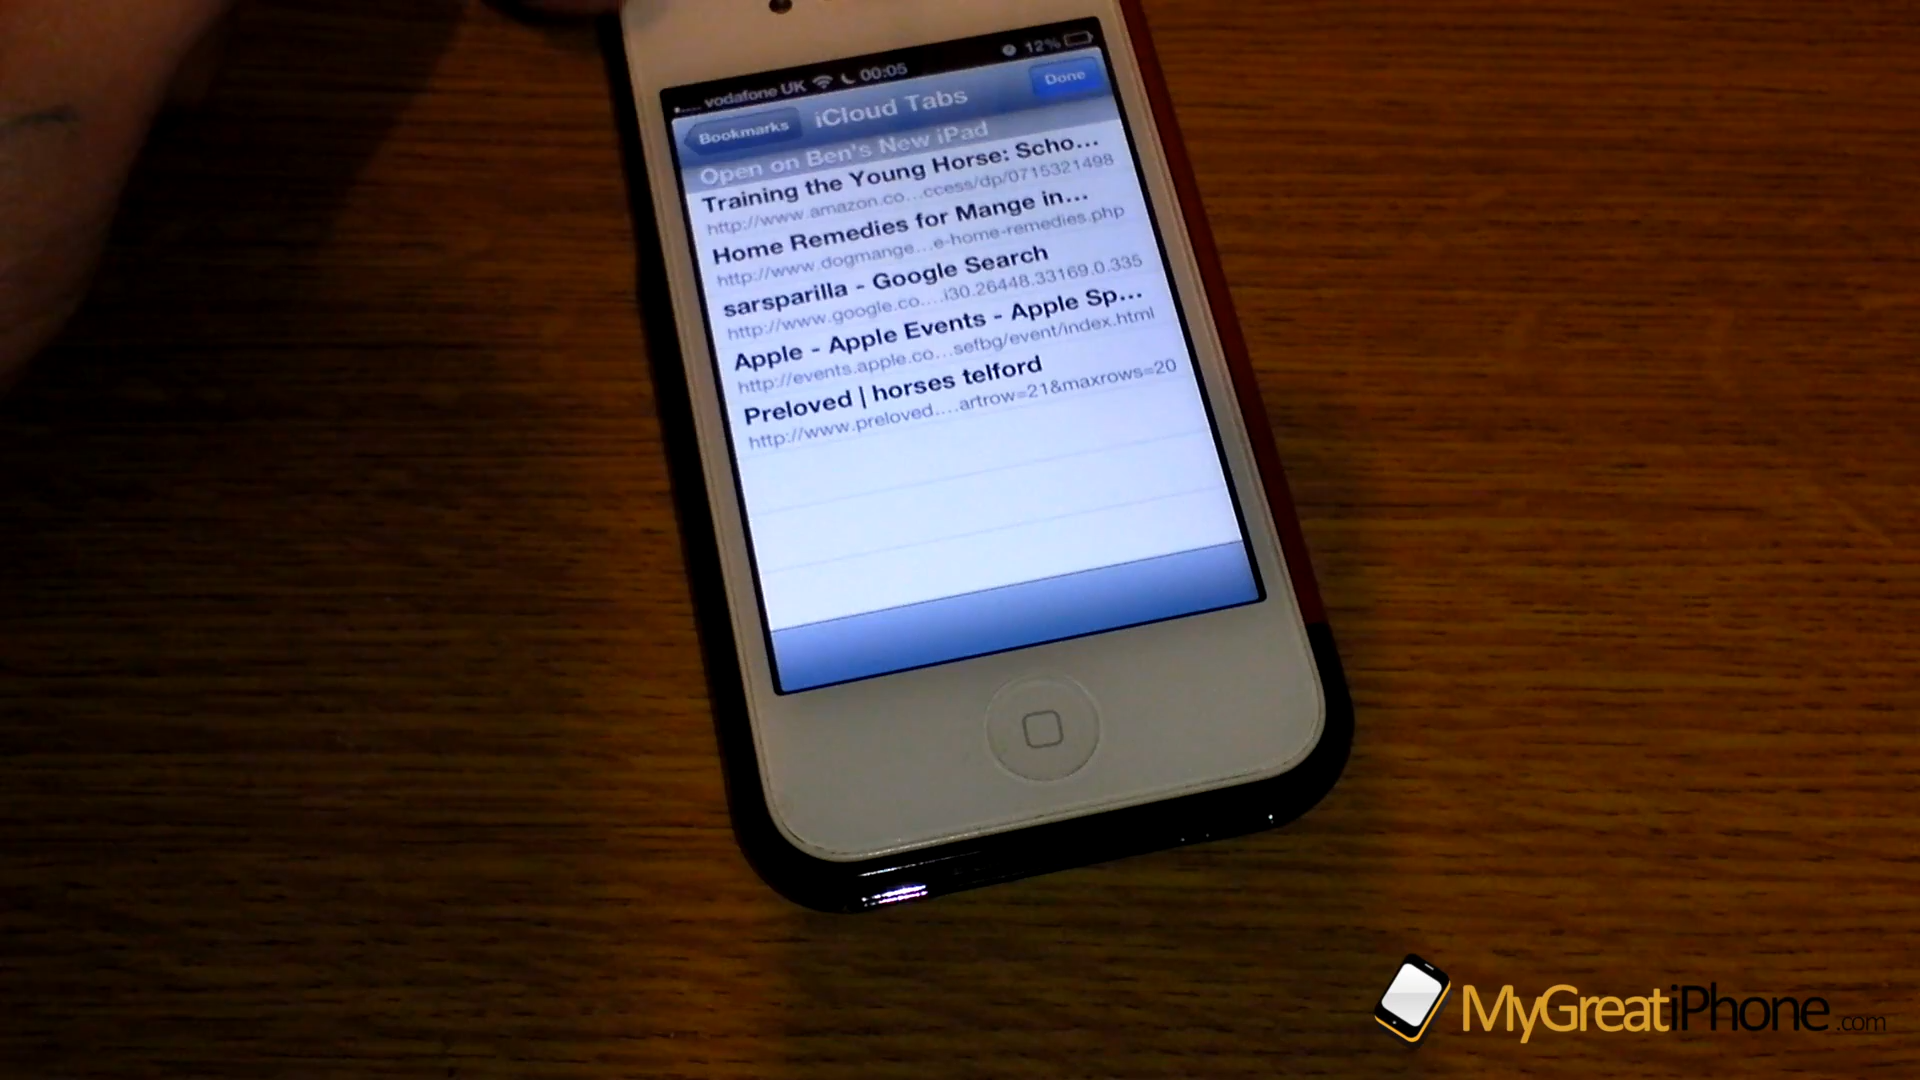 vodafone UK 00:05 12%
Bookmarks iCloud Tabs Done
Open on Ben's New iPad
Training the Young Horse: Scho...
http://www.amazon.co...ccess/dp/0715321498
Home Remedies for Mange in...
http://www.dogmange...e-home-remedies.php
sarsparilla - Google Search
http://www.google.co....i30.26448.33169.0.335
Apple - Apple Events - Apple Sp...
http://events.apple.co...sefbg/event/index.html
Preloved | horses telford
http://www.preloved....artrow=21&maxrows=20
MyGreatiPhone.com